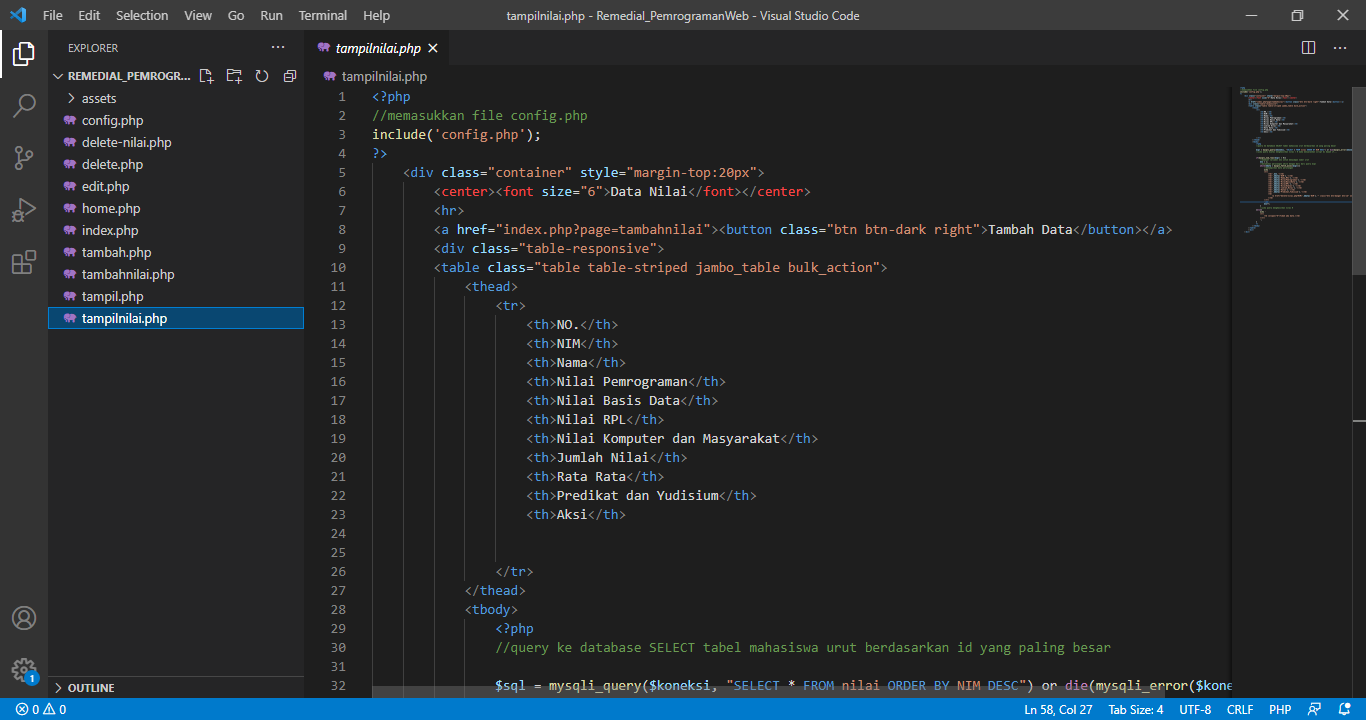 File Edit Selection View Go Run Terminal Help
tampilnilai.php - Remedial_PemrogramanWeb - Visual Studio Code
EXPLORER
REMEDIAL_PEMROGR...
assets
config.php
delete-nilai.php
delete.php
edit.php
home.php
index.php
tambah.php
tambahnilai.php
tampil.php
tampilnilai.php
OUTLINE
1
tampilnilai.php
tampilnilai.php
1 <?php
2 //memasukkan file config.php
3 include('config.php');
4 ?>
5 <div class="container" style="margin-top:20px">
6 <center><font size="6">Data Nilai</font></center>
7 <hr>
8 <a href="index.php?page=tambahnilai"><button class="btn btn-dark right">Tambah Data</button></a>
9 <div class="table-responsive">
10 <table class="table table-striped jambo_table bulk_action">
11 <thead>
12 <tr>
13 <th>NO.</th>
14 <th>NIM</th>
15 <th>Nama</th>
16 <th>Nilai Pemrograman</th>
17 <th>Nilai Basis Data</th>
18 <th>Nilai RPL</th>
19 <th>Nilai Komputer dan Masyarakat</th>
20 <th>Jumlah Nilai</th>
21 <th>Rata Rata</th>
22 <th>Predikat dan Yudisium</th>
23 <th>Aksi</th>
24
25
26 </tr>
27 </thead>
28 <tbody>
29 <?php
30 //query ke database SELECT tabel mahasiswa urut berdasarkan id yang paling besar
31
32 $sql = mysqli_query($koneksi, "SELECT * FROM nilai ORDER BY NIM DESC") or die(mysqli_error($kone
0 0
Ln 58, Col 27 Tab Size: 4 UTF-8 CRLF PHP